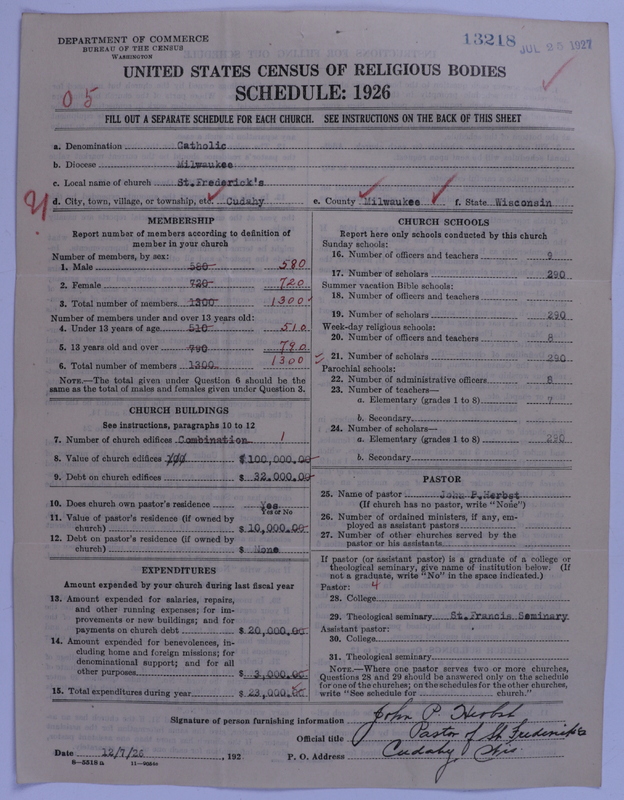 DEPARTMENT OF COMMERCE
BUREAU OF THE CENSUS
WASHINGTON
13218
JUL 25 1927
UNITED STATES CENSUS OF RELIGIOUS BODIES
SCHEDULE: 1926
05
FILL OUT A SEPARATE SCHEDULE FOR EACH CHURCH. SEE INSTRUCTIONS ON THE BACK OF THIS SHEET
a. Denomination Catholic
b. Diocese Milwaukee
c. Local name of church St.Frederick's
d. City, town, village, or township, etc. Cudahy e. County Milwaukee f. State Wisconsin
MEMBERSHIP
Report number of members according to definition of
member in your church
Number of members, by sex:
1. Male 580 580
2. Female 720 720
3. Total number of members 1300 1300
Number of members under and over 13 years old:
4. Under 13 years of age 510 510
5. 13 years old and over 790 790
6. Total number of members 1300 1300
NOTE.—The total given under Question 6 should be the
same as the total of males and females given under Question 3.
CHURCH BUILDINGS
See instructions, paragraphs 10 to 12
7. Number of church edifices Combination 1
8. Value of church edifices $ 100,000.00
9. Debt on church edifices $ 32,000.00
10. Does church own pastor's residence Yes
Yes or No
11. Value of pastor's residence (if owned by
church) $ 10,000.00
12. Debt on pastor's residence (if owned by
church) $ None
EXPENDITURES
Amount expended by your church during last fiscal year
13. Amount expended for salaries, repairs,
and other running expenses; for im-
provements or new buildings; and for
payments on church debt $ 20,000.00
14. Amount expended for benevolences, in-
cluding home and foreign missions; for
denominational support; and for all
other purposes $ 3,000.00
15. Total expenditures during year $ 23,000.00
CHURCH SCHOOLS
Report here only schools conducted by this church
Sunday schools:
16. Number of officers and teachers 9
17. Number of scholars 290
Summer vacation Bible schools:
18. Number of officers and teachers
19. Number of scholars 290
Week-day religious schools:
20. Number of officers and teachers 8
21. Number of scholars 290
Parochial schools:
22. Number of administrative officers 8
23. Number of teachers—
a. Elementary (grades 1 to 8) 7
b. Secondary
24. Number of scholars—
a. Elementary (grades 1 to 8) 290
b. Secondary
PASTOR
25. Name of pastor John P.Herbst
(If church has no pastor, write "None")
26. Number of ordained ministers, if any, em-
ployed as assistant pastors
27. Number of other churches served by the
pastor or his assistants
If pastor (or assistant pastor) is a graduate of a college or
theological seminary, give name of institution below: (If
not a graduate, write "No" in the space indicated.)
Pastor: 4
28. College
29. Theological seminary St.Francis Seminary
Assistant pastor:
30. College
31. Theological seminary
NOTE.—Where one pastor serves two or more churches,
Questions 28 and 29 should be answered only on the schedule
for one of the churches; on the schedules for the other churches,
write "See schedule for church."
Signature of person furnishing information John P. Herbst
Official title Pastor of St Frederick's
Date 12/7/26, 192 P. O. Address Cudahy, Wis.
8—5518 a 11—9034